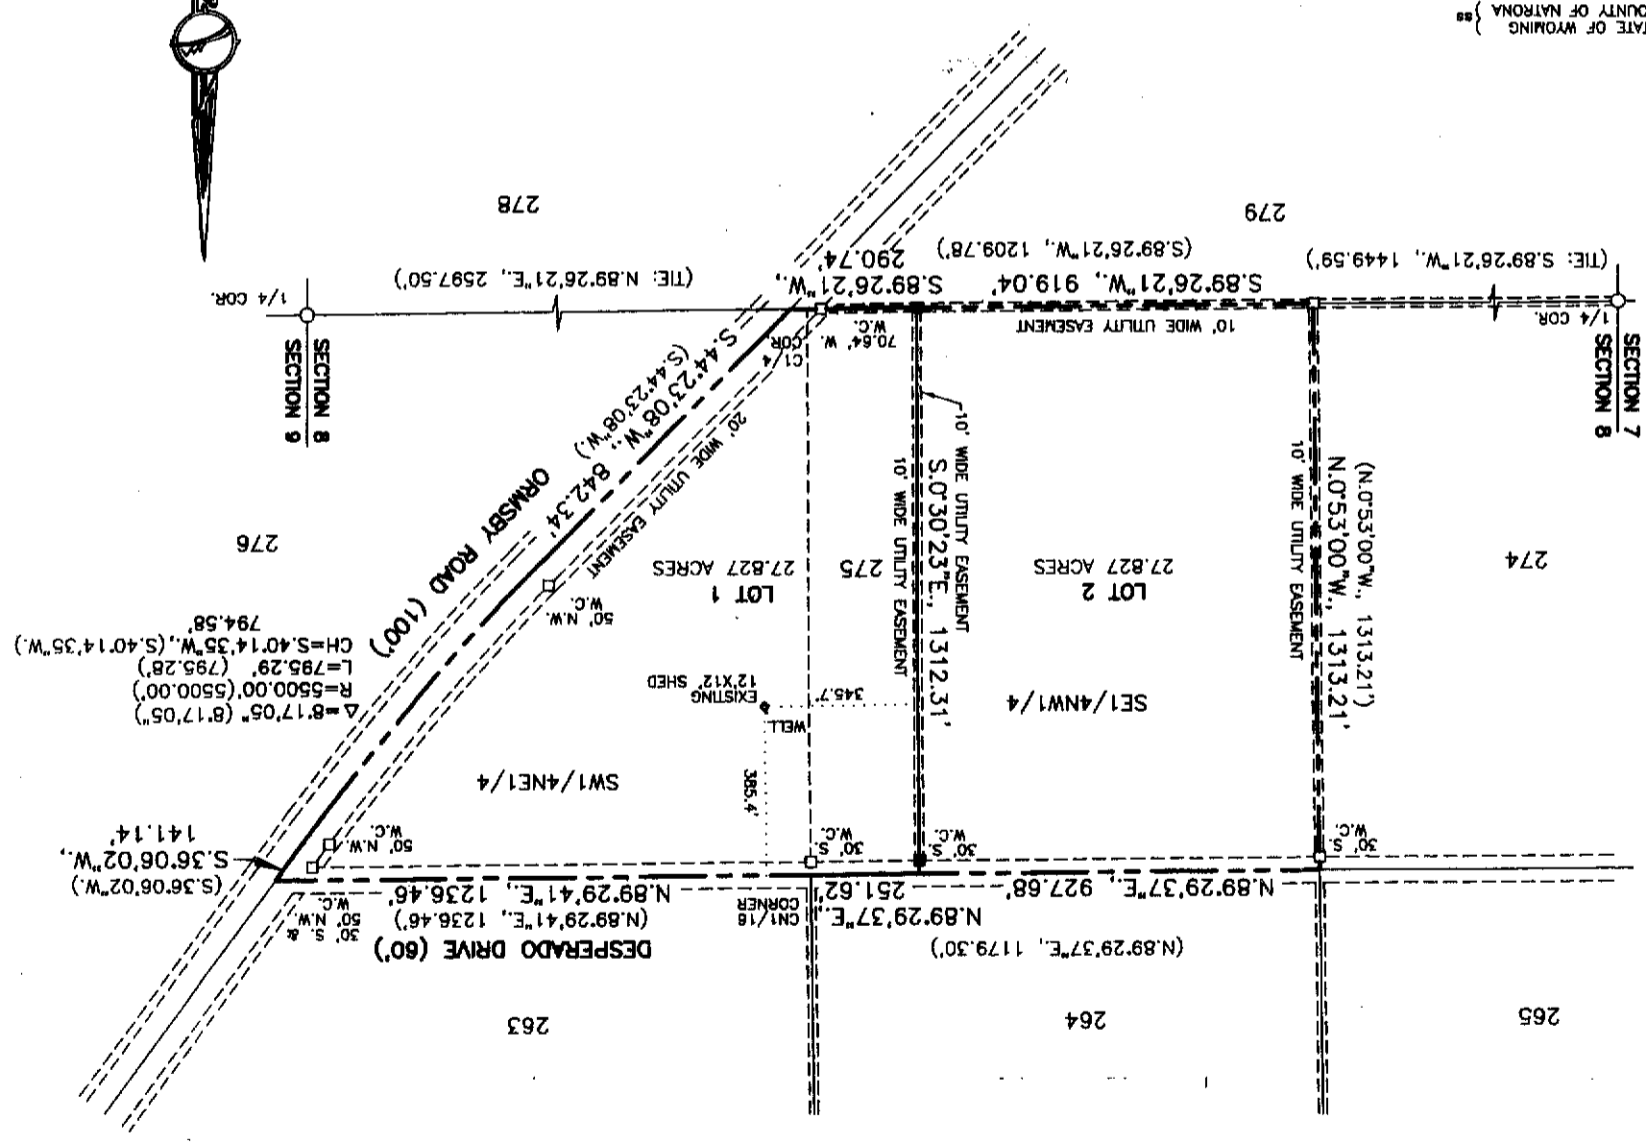 265
264
263
(N.89°29'37"E., 1179.30')
DESPERADO DRIVE (60')
N.89°29'37"E., 927.68'
N.89°29'37"E.,
251.62'
CN1/16
CORNER
(N.89°29'41"E., 1236.46')
N.89°29'41"E., 1236.46'
30' S. &
50' N.W.
W.C.
(S.36°06'02"W.)
S.36°06'02"W.,
141.14'
30' S.
W.C.
30' S.
W.C.
30' S.
W.C.
50' N.W.
W.C.
SW1/4NE1/4
385.4'
WELL
EXISTING
12'X12' SHED
345.7'
SE1/4NW1/4
△=8°17'05" (8°17'05")
R=5500.00' (5500.00')
L=795.29' (795.28')
CH=S.40°14'35"W., (S.40°14'35"W.)
794.58'
(N.0°53'00"W., 1313.21')
N.0°53'00"W., 1313.21'
10' WIDE UTILITY EASEMENT
S.0°30'23"E., 1312.31'
10' WIDE UTILITY EASEMENT
10' WIDE UTILITY EASEMENT
274
LOT 2
27.827 ACRES
275
LOT 1
27.827 ACRES
50' N.W.
W.C.
ORMSBY ROAD (100')
276
S.44°23'08"W., 842.34'
(S.44°23'08"W.)
20' WIDE UTILITY EASEMENT
SECTION 7
SECTION 8
1/4 COR.
10' WIDE UTILITY EASEMENT
70.64' W.
W.C.
C1
COR.
SECTION 8
SECTION 9
1/4 COR.
(TIE: S.89°26'21"W., 1449.59')
S.89°26'21"W., 919.04'
(S.89°26'21"W., 1209.78')
S.89°26'21"W.,
290.74'
(TIE: N.89°26'21"E., 2597.50')
279
278
TATE OF WYOMING
OUNTY OF NATRONA } ss